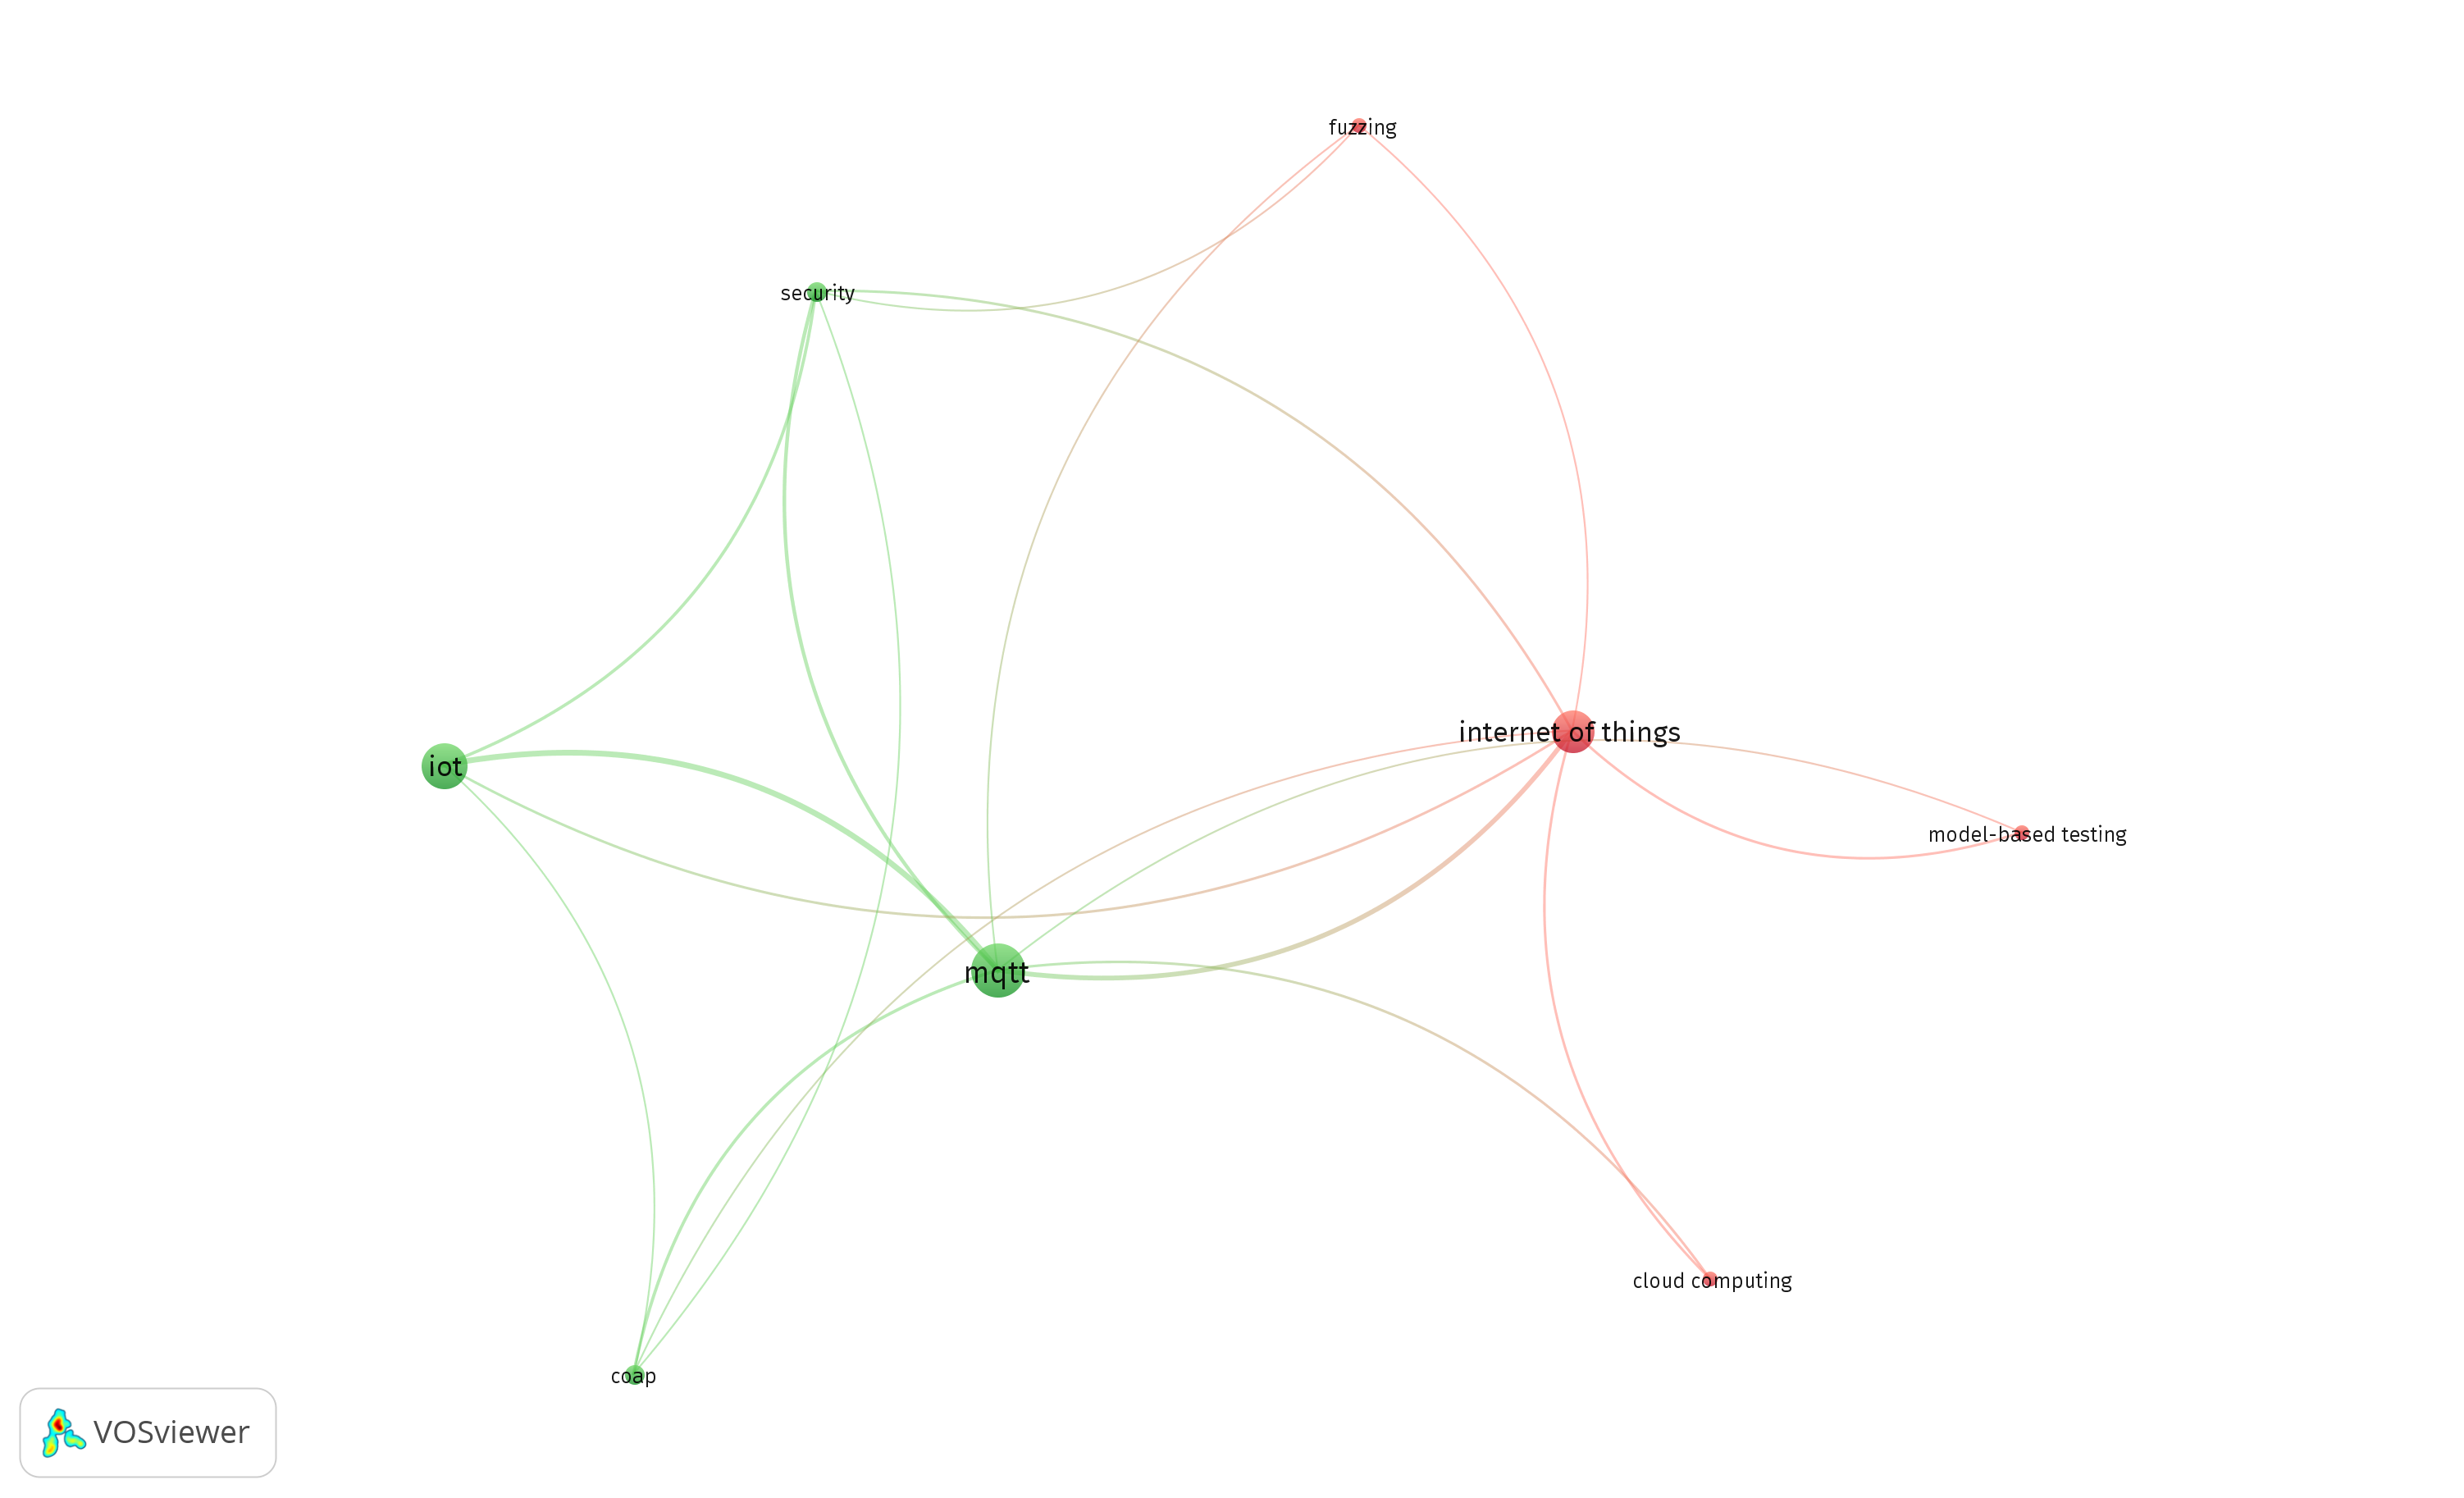 fuzzing
security
internet of things
iot
model-based testing
mqtt
cloud computing
coap
VOSviewer